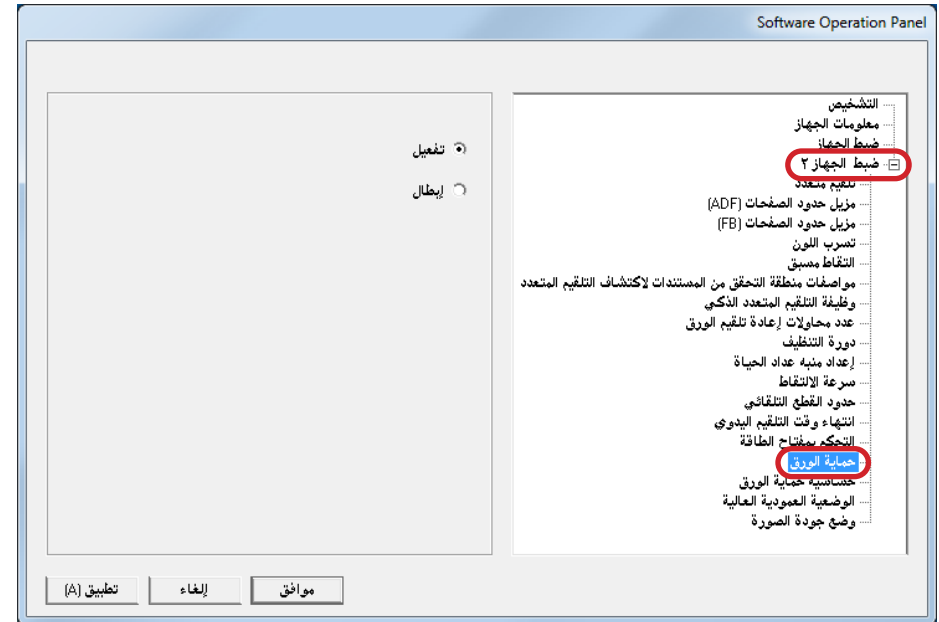 Software Operation Panel
التشخيص
معلومات الجهاز
ضبط الجهاز
ضبط الجهاز ٢
تلقيم متعدد
مزيل حدود الصفحات (ADF)
مزيل حدود الصفحات (FB)
تسرب اللون
التقاط مسبق
مواصفات منطقة التحقق من المستندات لاكتشاف التلقيم المتعدد
وظيفة التلقيم المتعدد الذكي
عدد محاولات إعادة تلقيم الورق
دورة التنظيف
إعداد منبه عداد الحياة
سرعة الالتقاط
حدود القطع التلقائي
انتهاء وقت التلقيم اليدوي
التحكم بمفتاح الطاقة
حماية الورق
حساسية حماية الورق
الوضعية العمودية العالية
وضع جودة الصورة
تفعيل
إبطال
موافق
إلغاء
تطبيق (A)